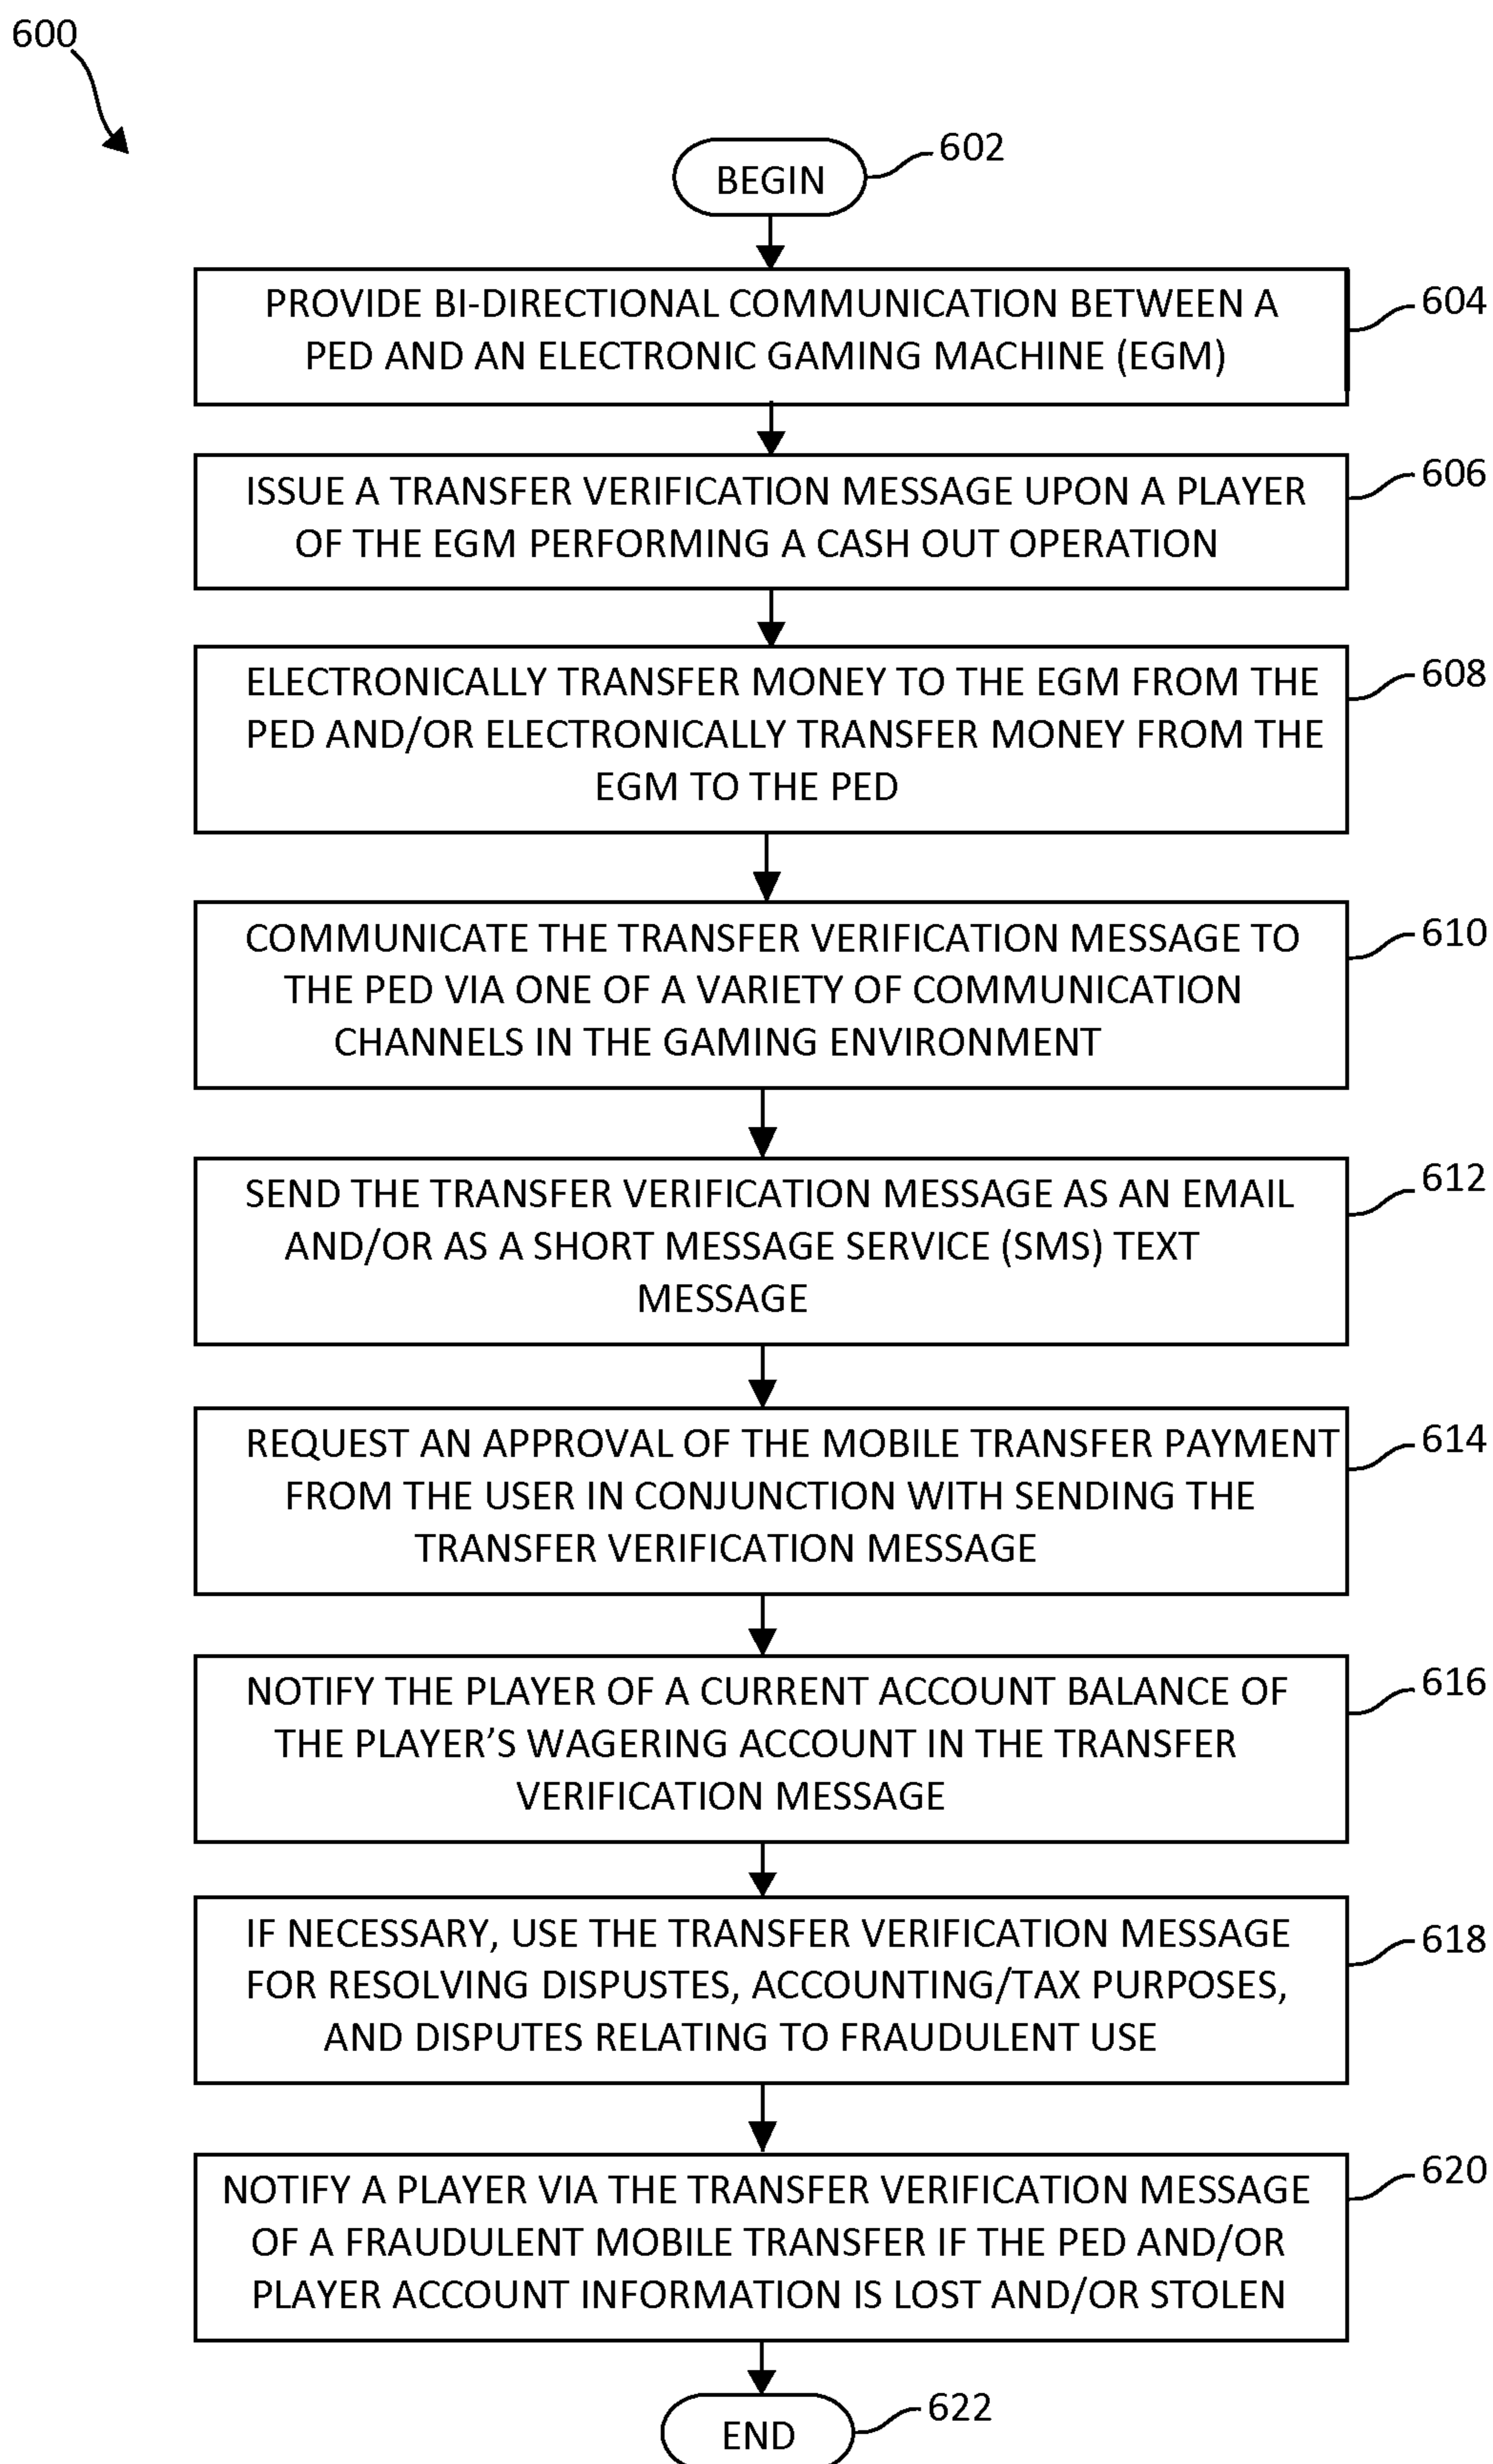 600
BEGIN
602
PROVIDE BI-DIRECTIONAL COMMUNICATION BETWEEN A
PED AND AN ELECTRONIC GAMING MACHINE (EGM)
604
ISSUE A TRANSFER VERIFICATION MESSAGE UPON A PLAYER
OF THE EGM PERFORMING A CASH OUT OPERATION
606
ELECTRONICALLY TRANSFER MONEY TO THE EGM FROM THE
PED AND/OR ELECTRONICALLY TRANSFER MONEY FROM THE
EGM TO THE PED
608
COMMUNICATE THE TRANSFER VERIFICATION MESSAGE TO
THE PED VIA ONE OF A VARIETY OF COMMUNICATION
CHANNELS IN THE GAMING ENVIRONMENT
610
SEND THE TRANSFER VERIFICATION MESSAGE AS AN EMAIL
AND/OR AS A SHORT MESSAGE SERVICE (SMS) TEXT
MESSAGE
612
REQUEST AN APPROVAL OF THE MOBILE TRANSFER PAYMENT
FROM THE USER IN CONJUNCTION WITH SENDING THE
TRANSFER VERIFICATION MESSAGE
614
NOTIFY THE PLAYER OF A CURRENT ACCOUNT BALANCE OF
THE PLAYER’S WAGERING ACCOUNT IN THE TRANSFER
VERIFICATION MESSAGE
616
IF NECESSARY, USE THE TRANSFER VERIFICATION MESSAGE
FOR RESOLVING DISPUSTES, ACCOUNTING/TAX PURPOSES,
AND DISPUTES RELATING TO FRAUDULENT USE
618
NOTIFY A PLAYER VIA THE TRANSFER VERIFICATION MESSAGE
OF A FRAUDULENT MOBILE TRANSFER IF THE PED AND/OR
PLAYER ACCOUNT INFORMATION IS LOST AND/OR STOLEN
620
END
622